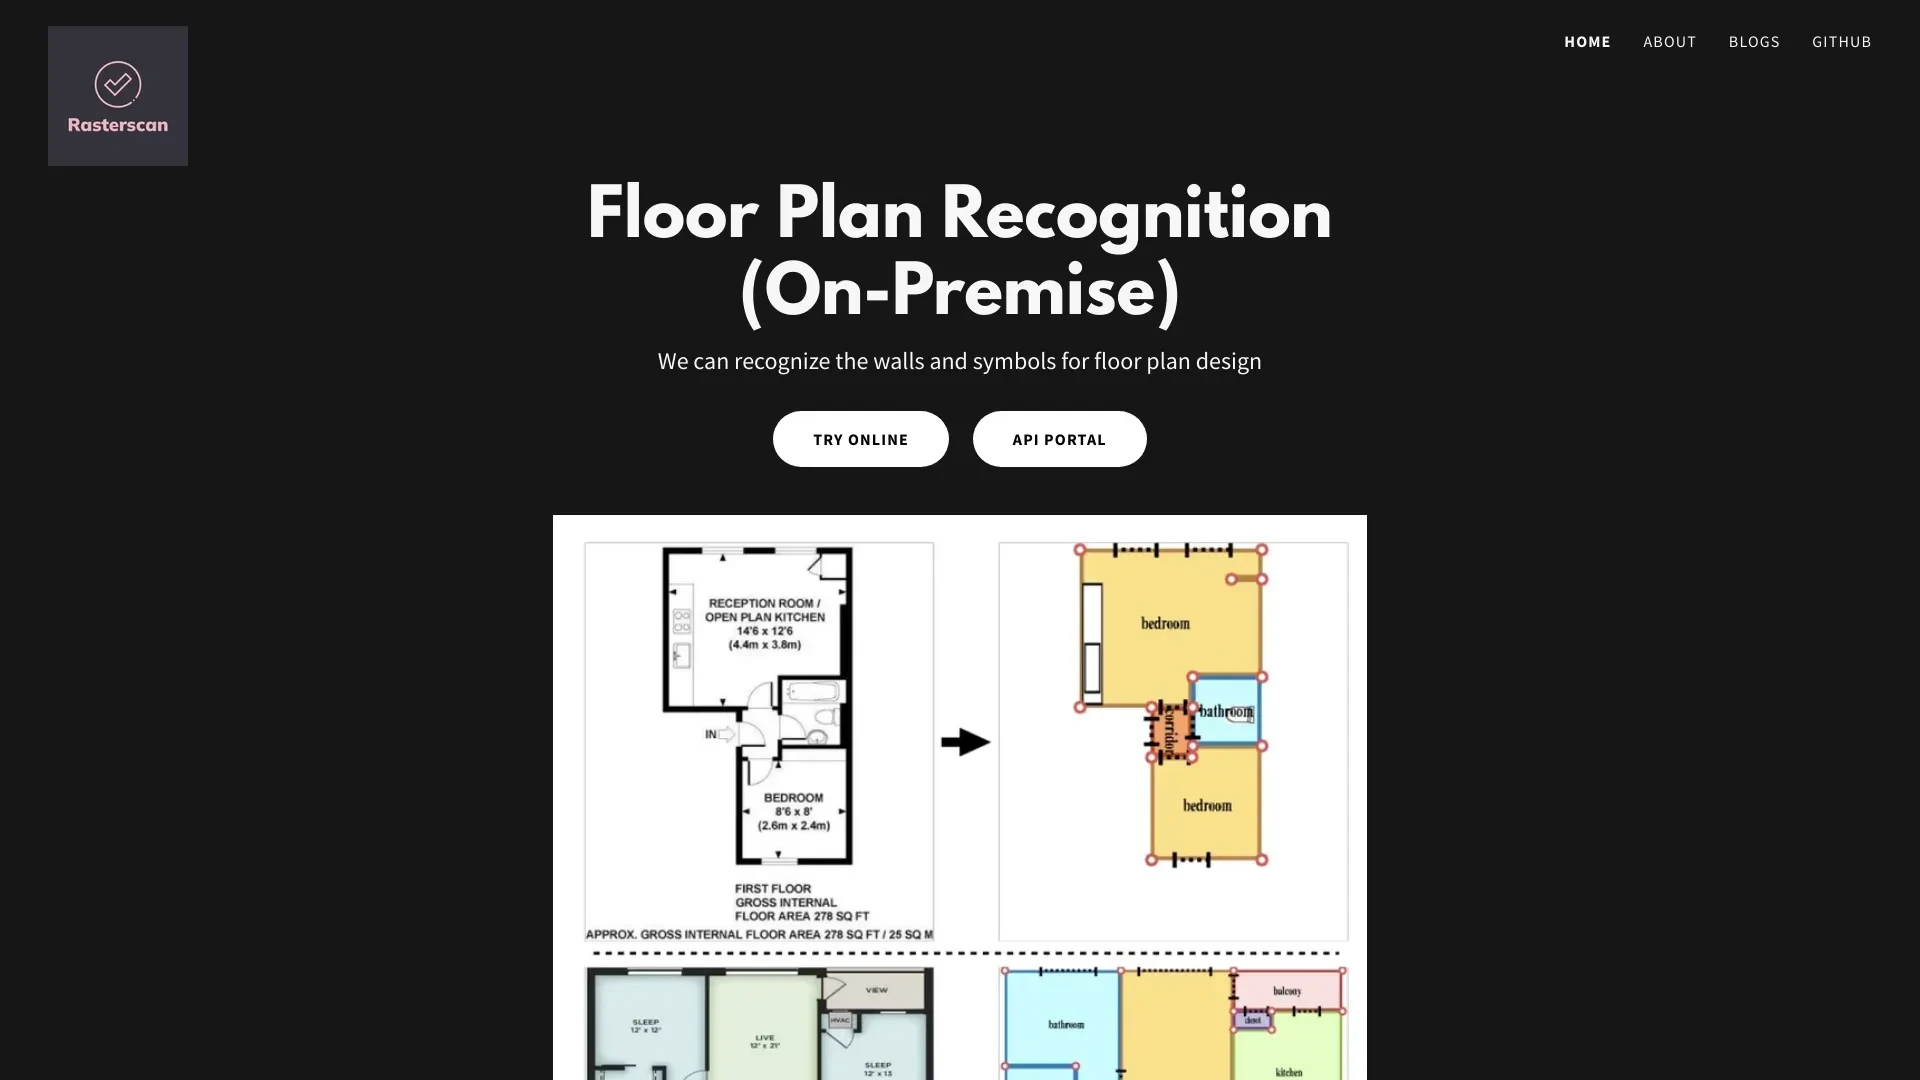 Rasterscan
HOME ABOUT BLOGS GITHUB
Floor Plan Recognition
(On-Premise)
We can recognize the walls and symbols for floor plan design
TRY ONLINE API PORTAL
RECEPTION ROOM /
OPEN PLAN KITCHEN
14'6 x 12'6
(4.4m x 3.8m)
IN
BEDROOM
8'6 x 8'
(2.6m x 2.4m)
FIRST FLOOR
GROSS INTERNAL
FLOOR AREA 278 SQ FT
APPROX. GROSS INTERNAL FLOOR AREA 278 SQ FT / 25 SQ M
bedroom
bathroom
corridor
bedroom
VIEW
HVAC
SLEEP
12' x 12'
LIVE
12' x 21'
SLEEP
12' x 13
balcony
closet
bathroom
kitchen